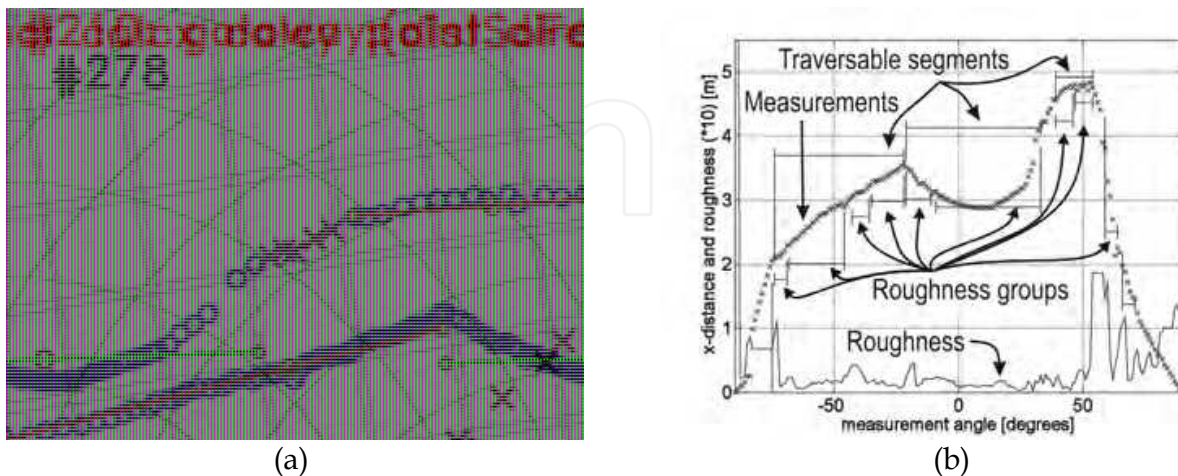 #278
(a)
Traversable segments
Measurements
Roughness groups
Roughness
x-distance and roughness (*10) [m]
5
4
3
2
1
0
-50
0
50
measurement angle [degrees]
(b)